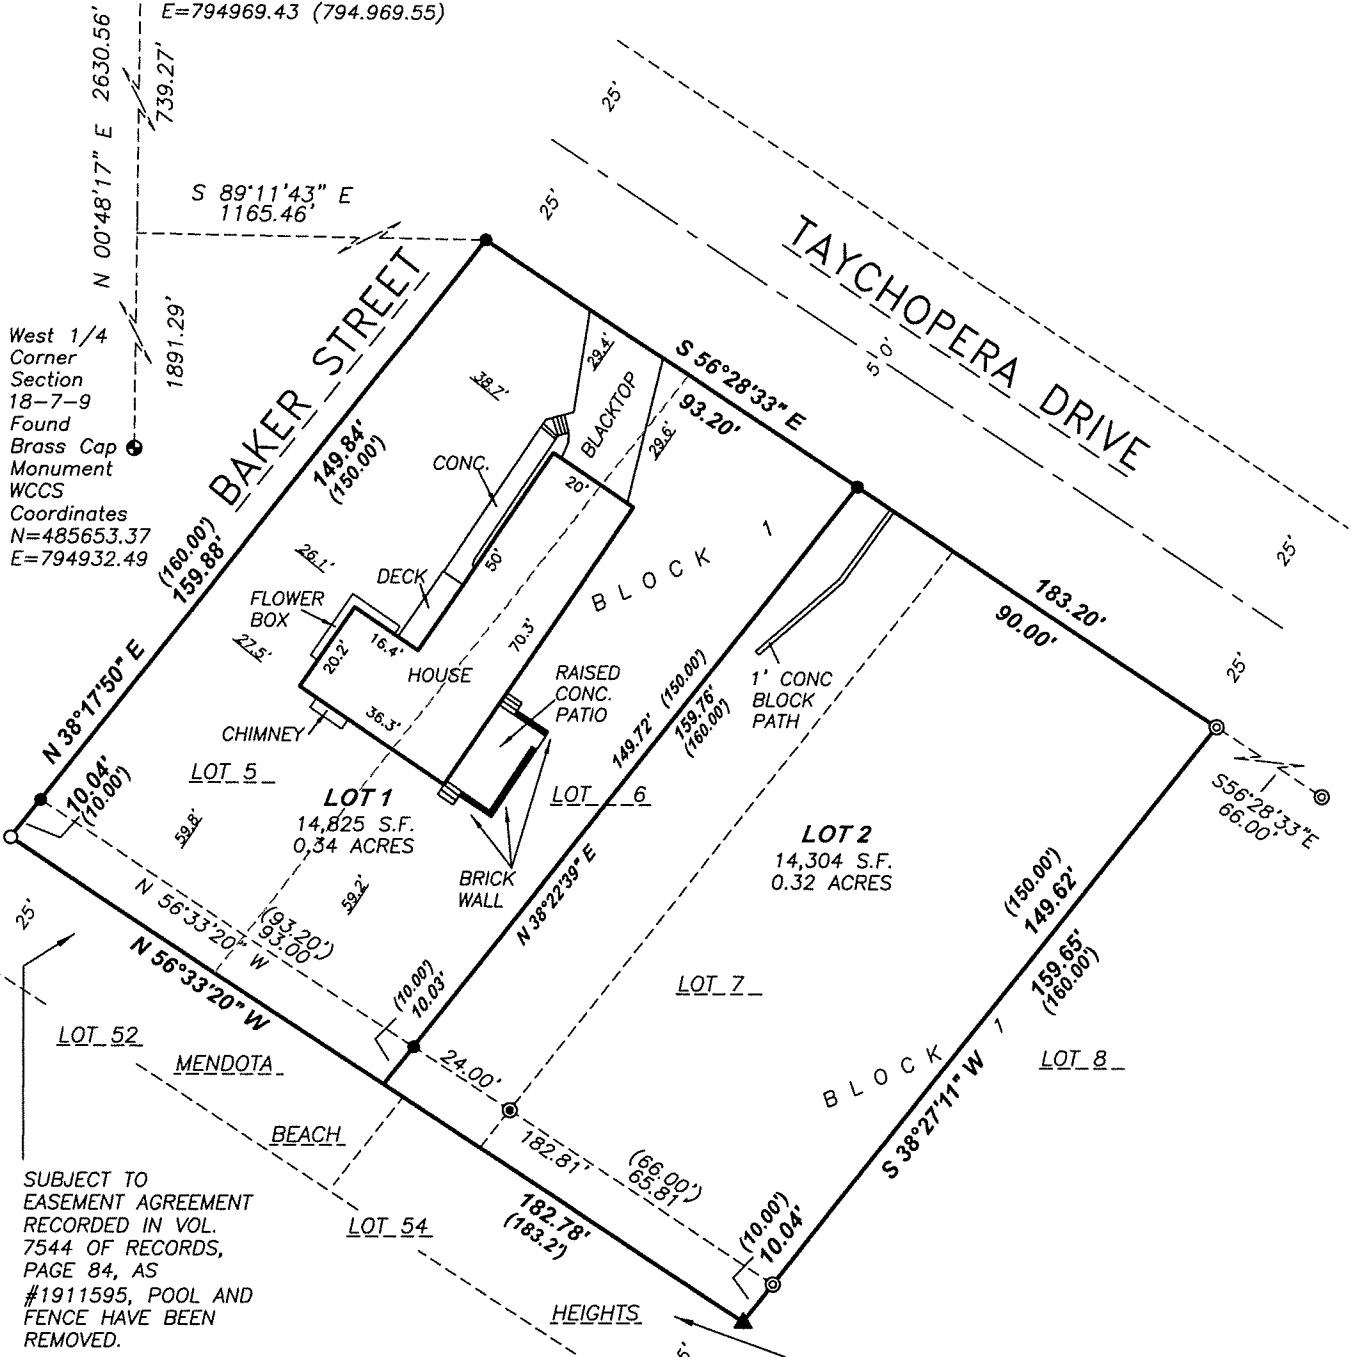 E=794969.43 (794.969.55)
N 00°48'17" E 2630.56'
739.27'
25'
S 89°11'43" E
1165.46'
25'
TAYCHOPERA DRIVE
50'
1891.29'
West 1/4
Corner
Section
18-7-9
Found
Brass Cap
Monument
WCCS
Coordinates
N=485653.37
E=794932.49
BAKER STREET
149.84'
(150.00')
(160.00')
159.88'
N 38°17'50" E
10.04'
(10.00')
38.7'
29.4'
BLACKTOP
29.6'
S 56°28'33" E
93.20'
CONC.
20'
50'
26.1'
DECK
FLOWER
BOX
27.5'
20.2'
16.4'
HOUSE
70.3'
36.3'
CHIMNEY
RAISED
CONC.
PATIO
BLOCK 1
1' CONC
BLOCK
PATH
25'
183.20'
90.00'
25'
S56°28'33"E
66.00'
LOT 5
LOT 1
14,825 S.F.
0.34 ACRES
LOT 6
149.72' (150.00')
159.76'
(160.00')
N 38°22'39" E
BRICK
WALL
59.8'
59.2'
LOT 2
14,304 S.F.
0.32 ACRES
(150.00')
149.62'
159.65'
(160.00')
LOT 7
BLOCK 1
S 38°27'11" W
LOT 8
25'
N 56°33'20" W
(93.20')
93.00'
N 56°33'20" W
(10.00')
10.03'
24.00'
182.81'
(66.00')
65.81'
182.78'
(183.2')
(10.00')
10.04'
LOT 52
MENDOTA
BEACH
LOT 54
HEIGHTS
SUBJECT TO
EASEMENT AGREEMENT
RECORDED IN VOL.
7544 OF RECORDS,
PAGE 84, AS
#1911595, POOL AND
FENCE HAVE BEEN
REMOVED.